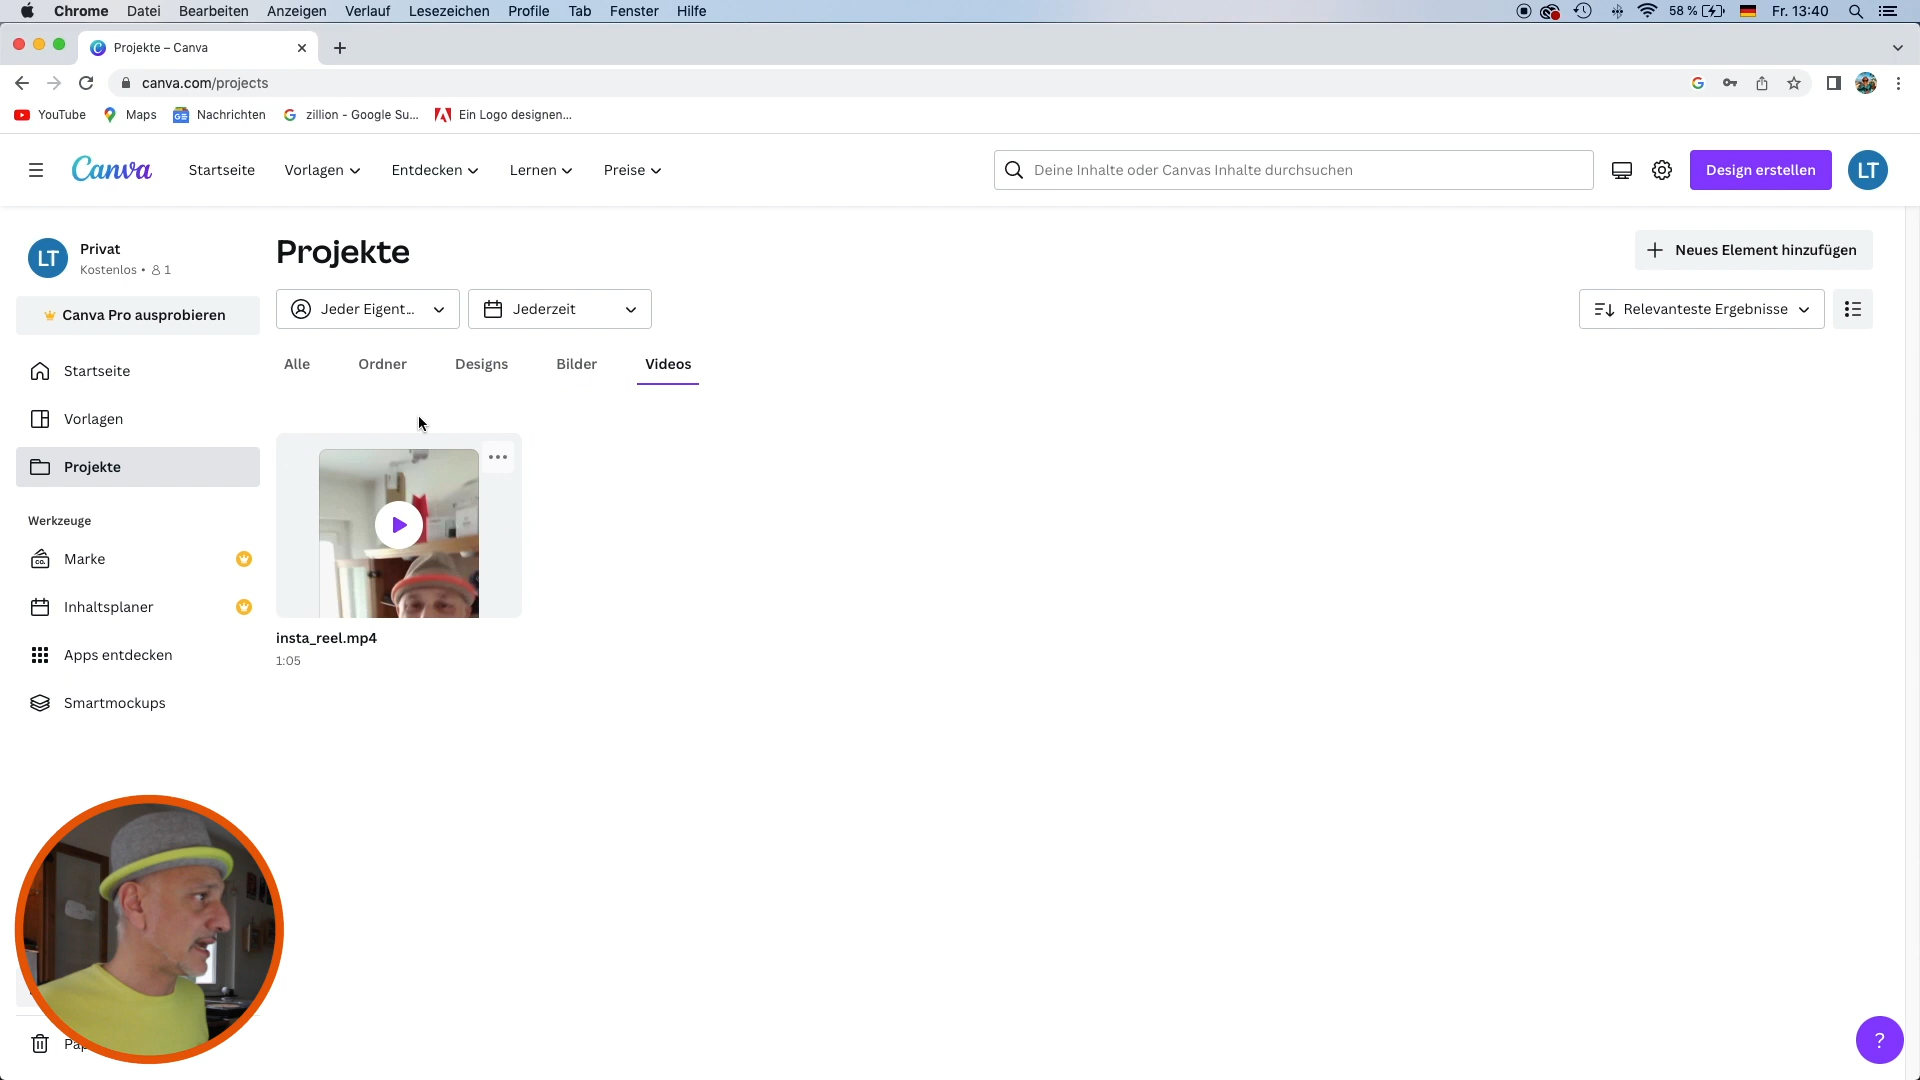 Chrome Datei Bearbeiten Anzeigen Verlauf Lesezeichen Profile Tab Fenster Hilfe 58 % Fr. 13:40
Projekte – Canva
canva.com/projects
YouTube Maps Nachrichten zillion - Google Su... Ein Logo designen...
Canva Startseite Vorlagen Entdecken Lernen Preise Deine Inhalte oder Canvas Inhalte durchsuchen Design erstellen LT
LT Privat
Kostenlos • 1
Projekte
Neues Element hinzufügen
Canva Pro ausprobieren
Jeder Eigent... Jederzeit Relevanteste Ergebnisse
Alle Ordner Designs Bilder Videos
Startseite
Vorlagen
Projekte
Werkzeuge
Marke
Inhaltsplaner
Apps entdecken
Smartmockups
insta_reel.mp4
1:05
?